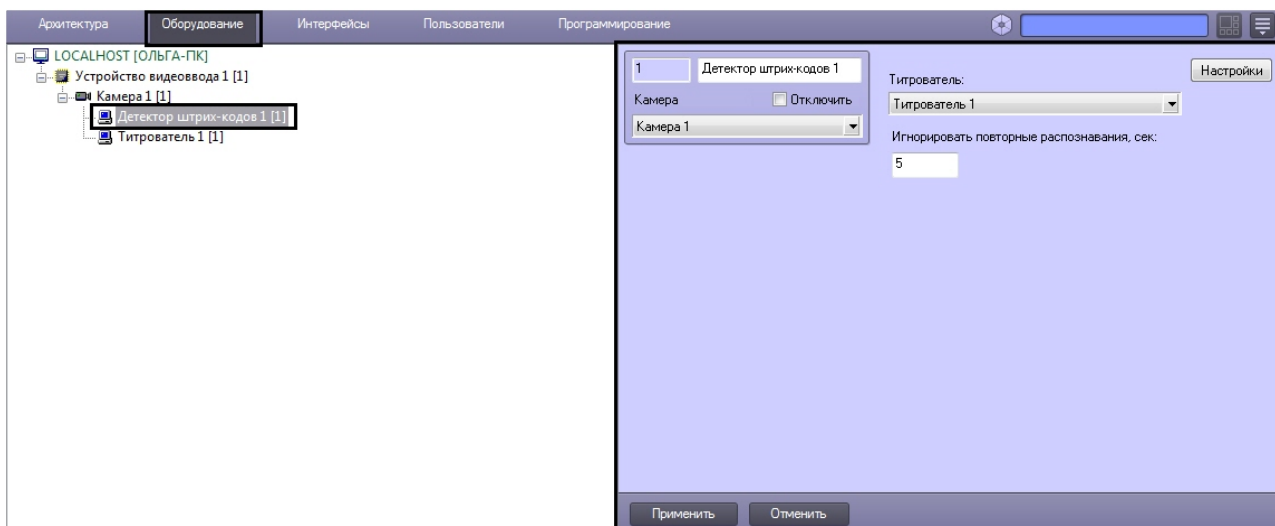 Архитектура Оборудование Интерфейсы Пользователи Программирование
LOCALHOST [ОЛЬГА-ПК]
Устройство видеоввода 1 [1]
Камера 1 [1]
Детектор штрих-кодов 1 [1]
Титрователь 1 [1]
1 Детектор штрих-кодов 1
Камера Отключить
Камера 1
Титрователь:
Настройки
Титрователь 1
Игнорировать повторные распознавания, сек:
5
Применить Отменить